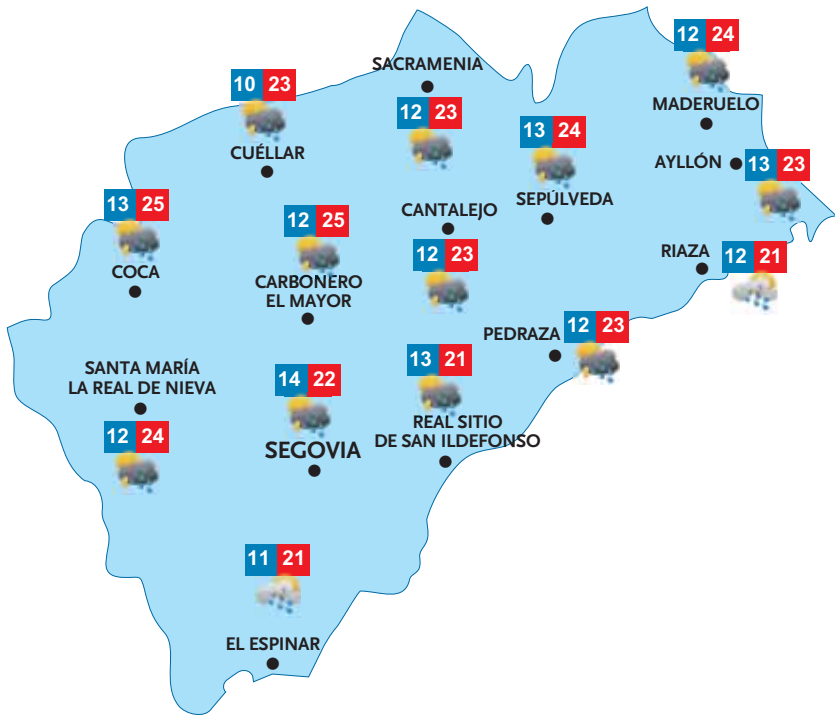 12 24
SACRAMENIA
10 23
MADERUELO
12 23
13 24
CUÉLLAR
AYLLÓN
13 23
13 25
SEPÚLVEDA
CANTALEJO
12 25
COCA
CARBONERO
EL MAYOR
12 23
RIAZA
12 21
PEDRAZA
12 23
SANTA MARÍA
LA REAL DE NIEVA
13 21
14 22
REAL SITIO
DE SAN ILDEFONSO
12 24
SEGOVIA
11 21
EL ESPINAR